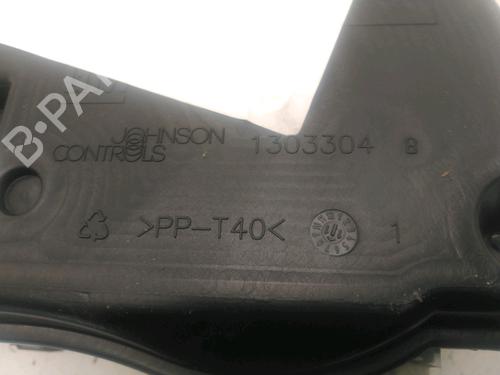 JOHNSON
CONTROLS 1303304 B
>PP-T40< 1
B-PA